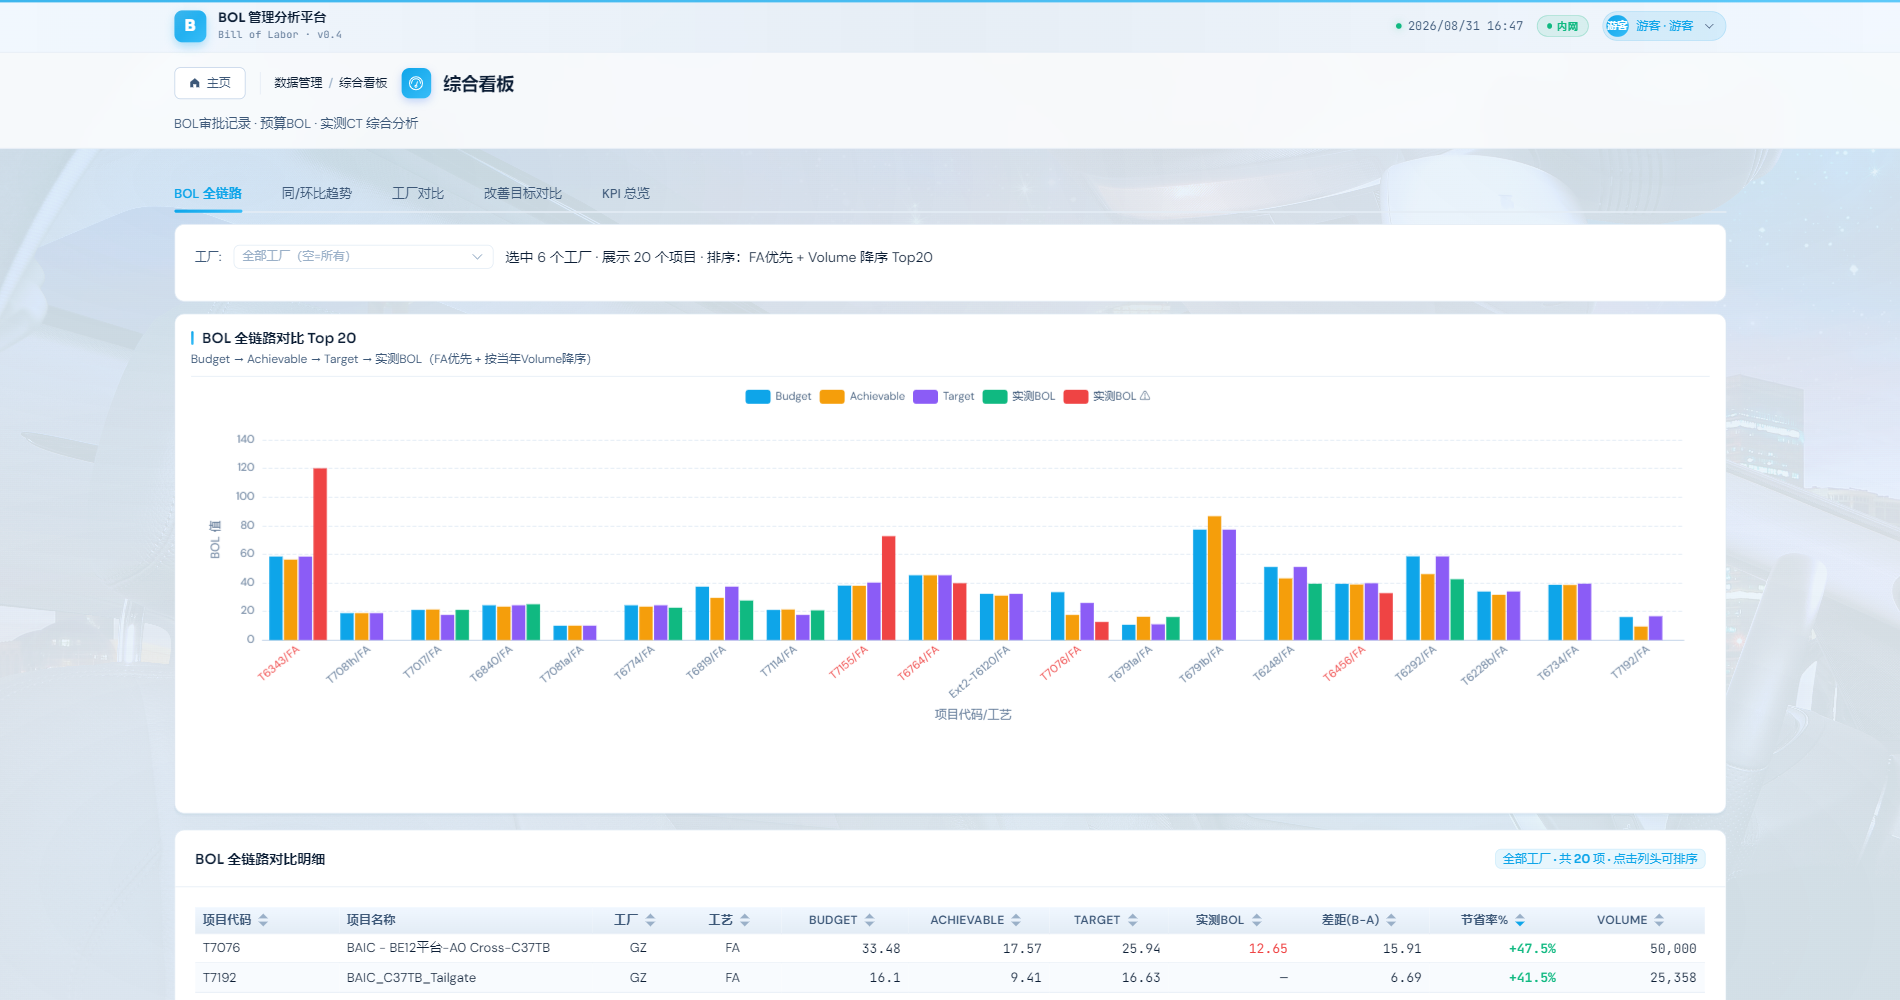 B
BOL 管理分析平台
Bill of Labor · v0.4
2026/08/31 16:47
内网
游客
游客 · 游客
主页
数据管理 / 综合看板
综合看板
BOL审批记录 · 预算BOL · 实测CT 综合分析
BOL 全链路
同/环比趋势
工厂对比
改善目标对比
KPI 总览
工厂:
全部工厂（空=所有）
选中 6 个工厂 · 展示 20 个项目 · 排序：FA优先 + Volume 降序 Top20
BOL 全链路对比 Top 20
Budget → Achievable → Target → 实测BOL（FA优先 + 按当年Volume降序）
Budget
Achievable
Target
实测BOL
实测BOL ⚠
BOL 值
140
120
100
80
60
40
20
0
T6343/FA
T7081h/FA
T7017/FA
T6840/FA
T7081a/FA
T6774/FA
T6819/FA
T7114/FA
T7155/FA
T6764/FA
Ext2-T6120/FA
T7076/FA
T6791a/FA
T6791b/FA
T6248/FA
T6456/FA
T6292/FA
T6228b/FA
T6734/FA
T7192/FA
项目代码/工艺
BOL 全链路对比明细
全部工厂 · 共 20 项 · 点击列头可排序
项目代码 项目名称 工厂 工艺 BUDGET ACHIEVABLE TARGET 实测BOL 差距(B-A) 节省率% VOLUME
T7076 BAIC - BE12平台-A0 Cross-C37TB GZ FA 33.48 17.57 25.94 12.65 15.91 +47.5% 50,000
T7192 BAIC_C37TB_Tailgate GZ FA 16.1 9.41 16.63 — 6.69 +41.5% 25,358